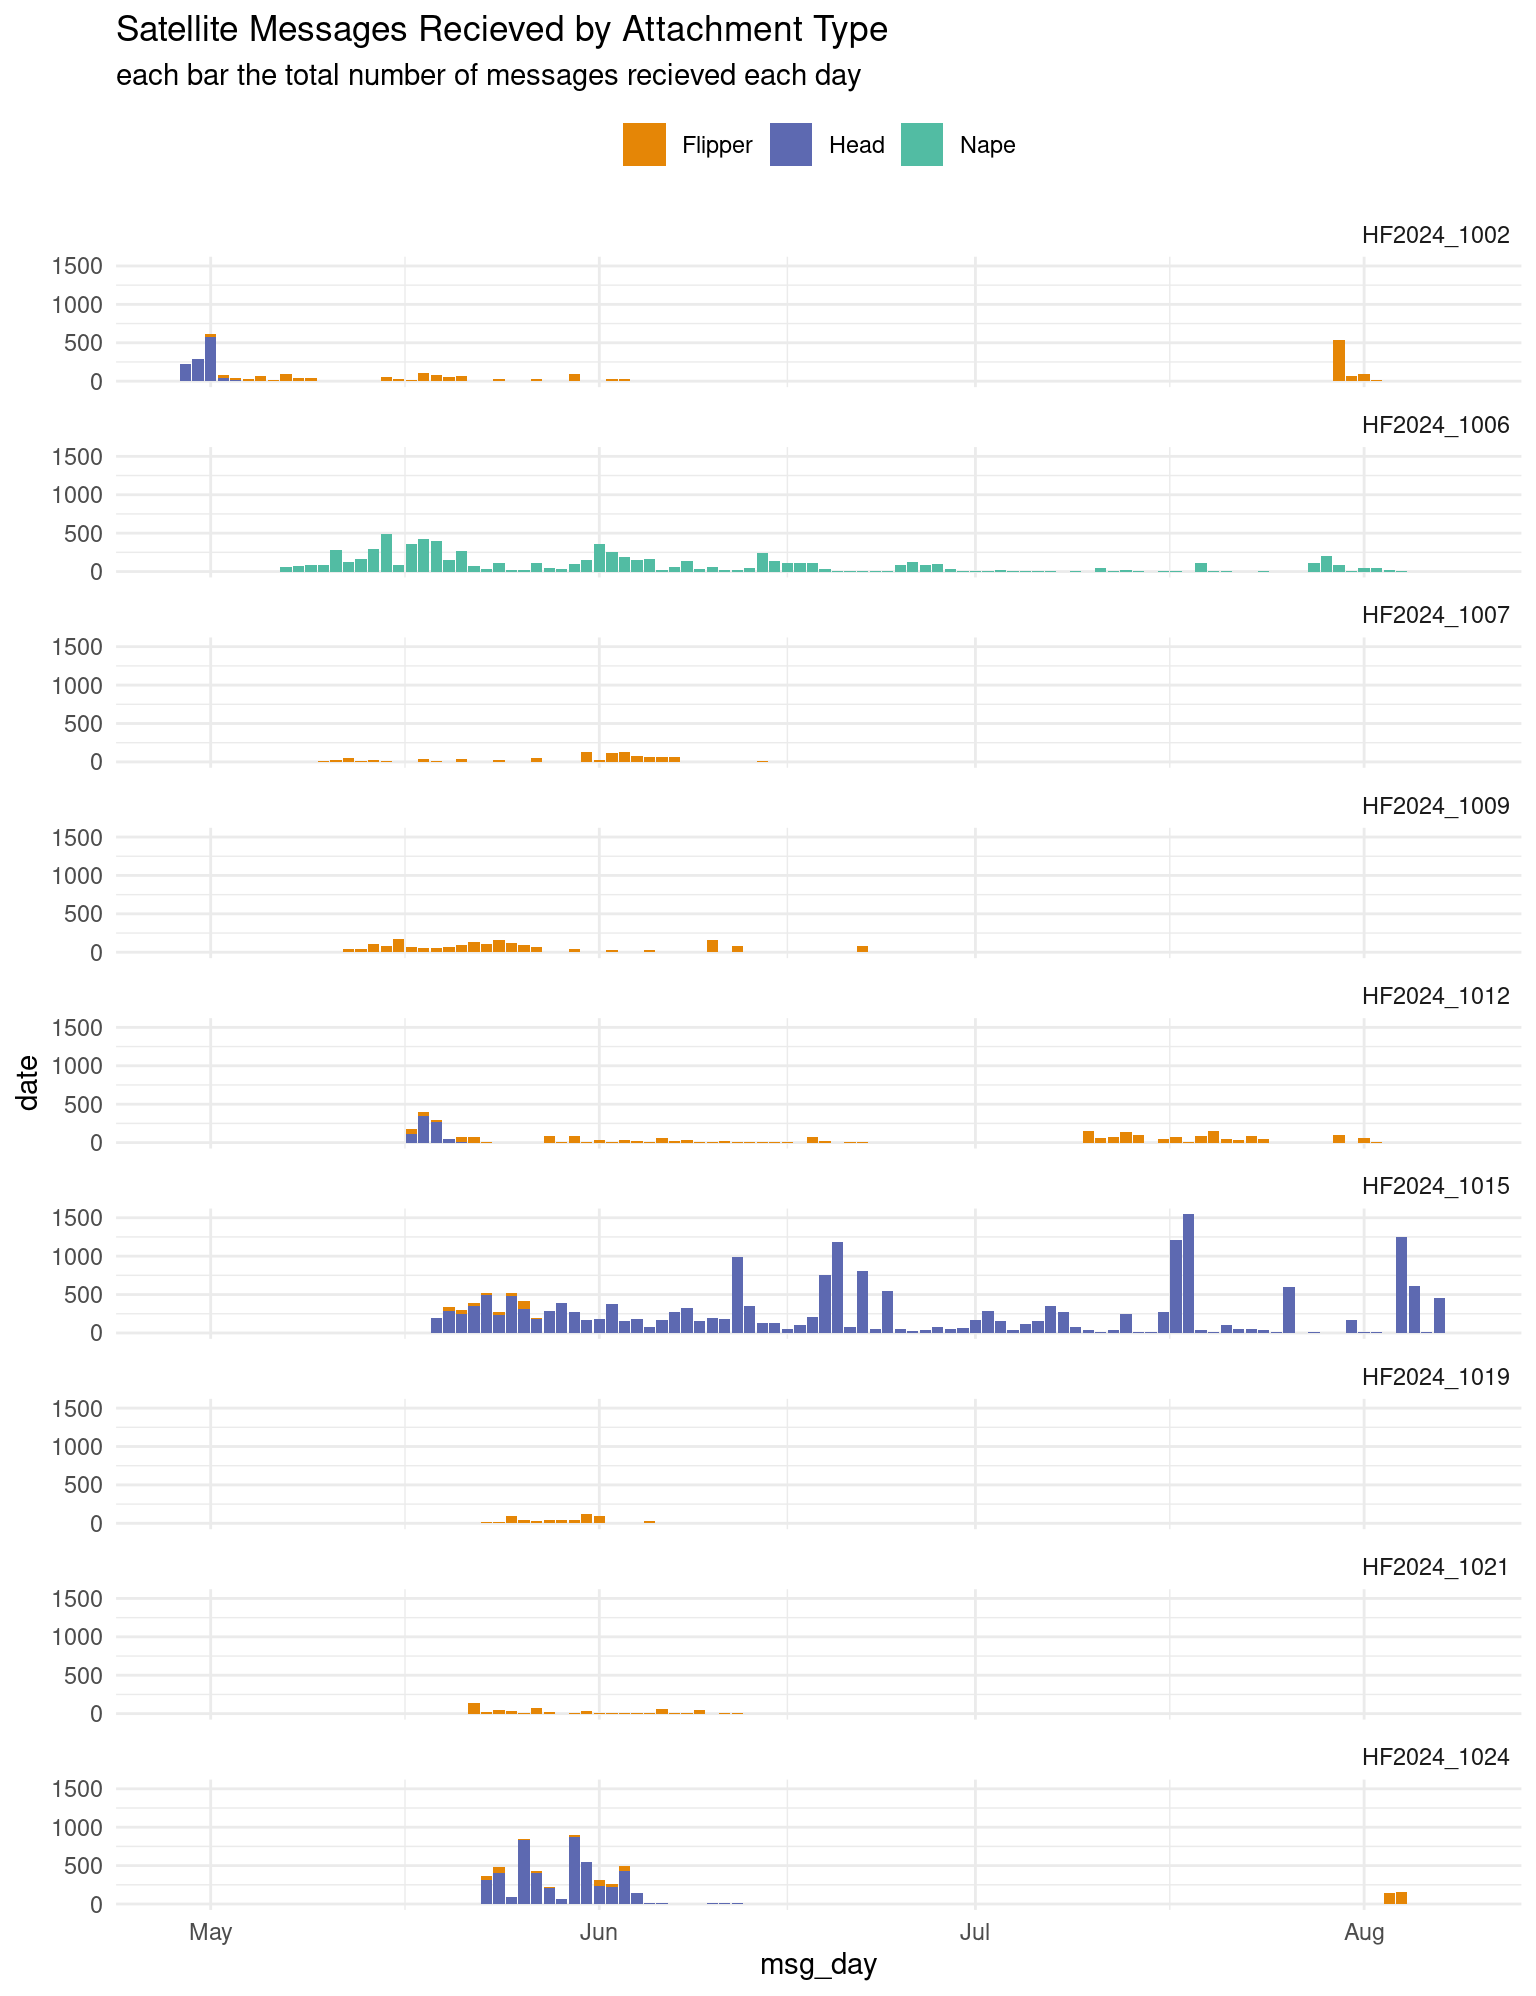 Satellite Messages Recieved by Attachment Type
each bar the total number of messages recieved each day
Flipper Head Nape
HF2024_1002
1500
1000
500
0
HF2024_1006
1500
1000
500
0
HF2024_1007
1500
1000
500
0
HF2024_1009
1500
1000
500
0
HF2024_1012
1500
1000
500
0
date
HF2024_1015
1500
1000
500
0
HF2024_1019
1500
1000
500
0
HF2024_1021
1500
1000
500
0
HF2024_1024
1500
1000
500
0
May Jun Jul Aug
msg_day